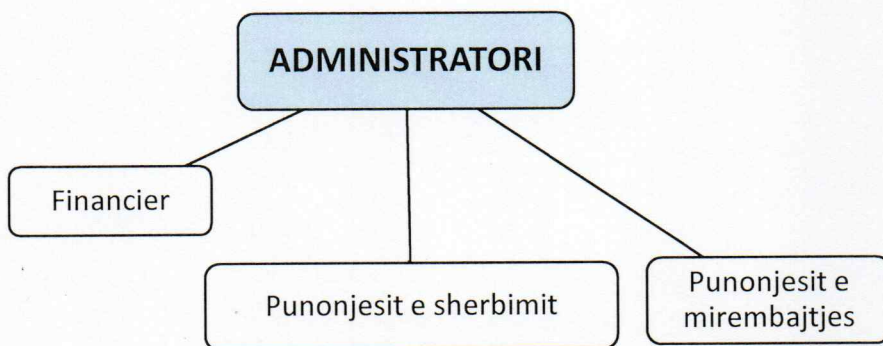 ADMINISTRATORI
Financier
Punonjesit e sherbimit
Punonjesit e
mirembajtjes